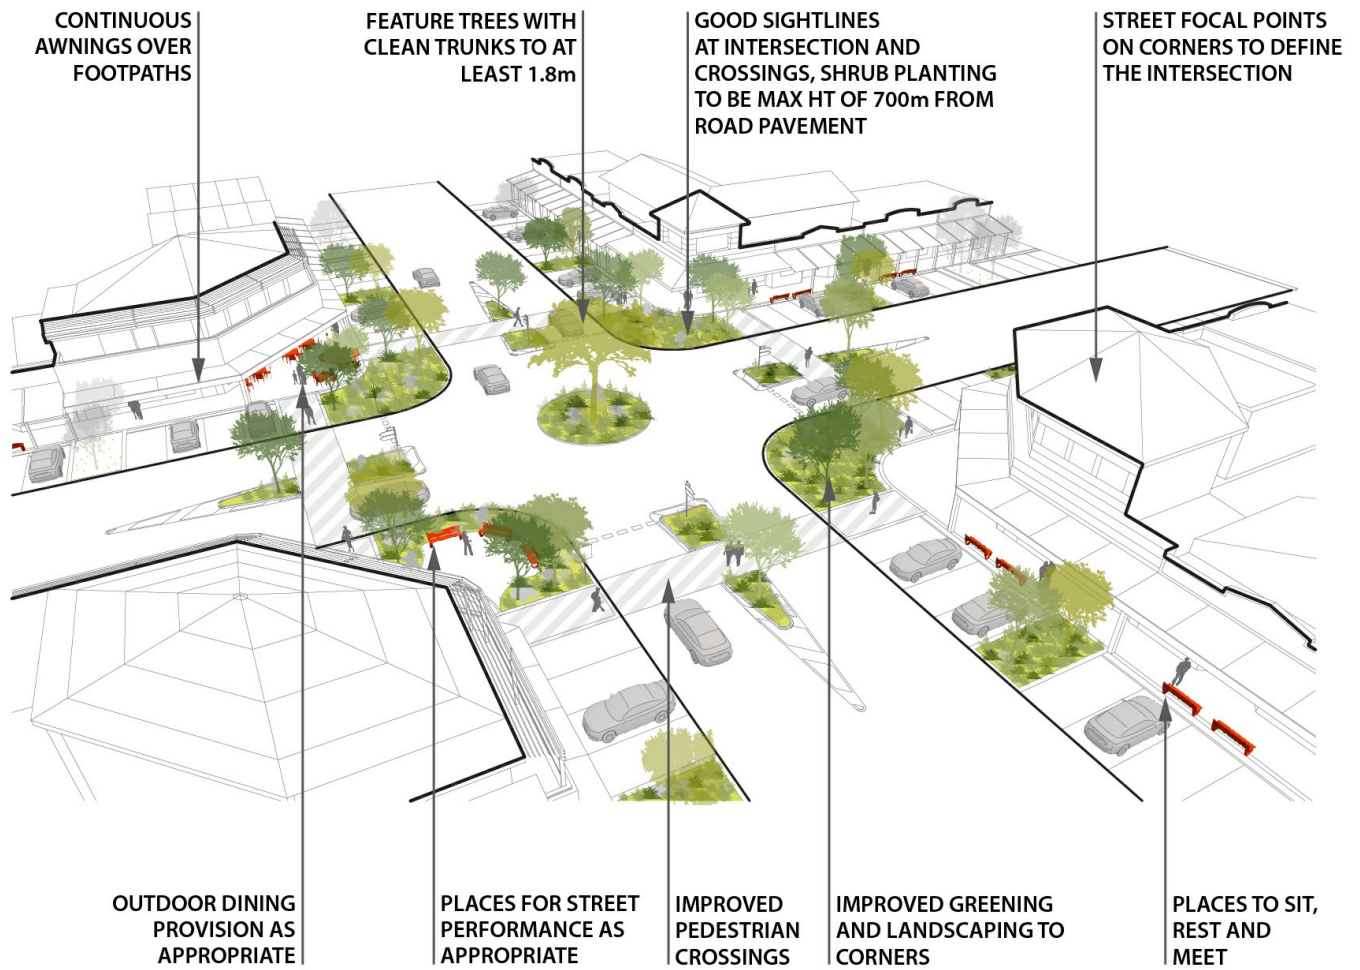 CONTINUOUS
AWNINGS OVER
FOOTPATHS
FEATURE TREES WITH
CLEAN TRUNKS TO AT
LEAST 1.8m
GOOD SIGHTLINES
AT INTERSECTION AND
CROSSINGS, SHRUB PLANTING
TO BE MAX HT OF 700m FROM
ROAD PAVEMENT
STREET FOCAL POINTS
ON CORNERS TO DEFINE
THE INTERSECTION
OUTDOOR DINING
PROVISION AS
APPROPRIATE
PLACES FOR STREET
PERFORMANCE AS
APPROPRIATE
IMPROVED
PEDESTRIAN
CROSSINGS
IMPROVED GREENING
AND LANDSCAPING TO
CORNERS
PLACES TO SIT,
REST AND
MEET